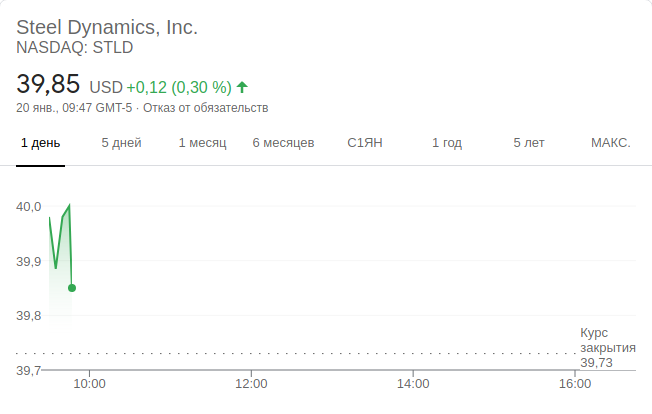 Steel Dynamics, Inc.
NASDAQ: STLD
39,85 USD +0,12 (0,30 %)
20 янв., 09:47 GMT-5 · Отказ от обязательств
1 день 5 дней 1 месяц 6 месяцев С1ЯН 1 год 5 лет МАКС.
40,0
39,9
39,8
Курс
закрытия
39,73
39,7
10:00 12:00 14:00 16:00